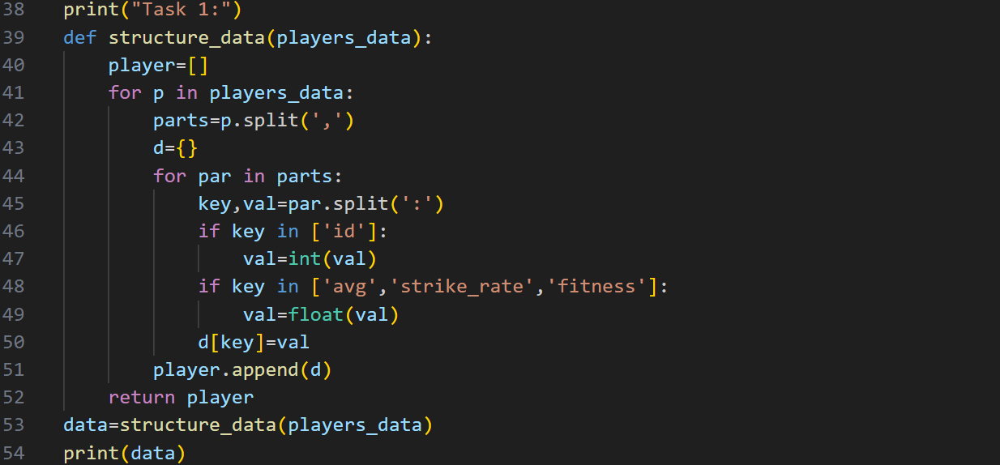 38 print("Task 1:")
39 def structure_data(players_data):
40     player=[]
41     for p in players_data:
42         parts=p.split(',')
43         d={}
44         for par in parts:
45             key,val=par.split(':')
46             if key in ['id']:
47                 val=int(val)
48             if key in ['avg','strike_rate','fitness']:
49                 val=float(val)
50             d[key]=val
51         player.append(d)
52     return player
53 data=structure_data(players_data)
54 print(data)